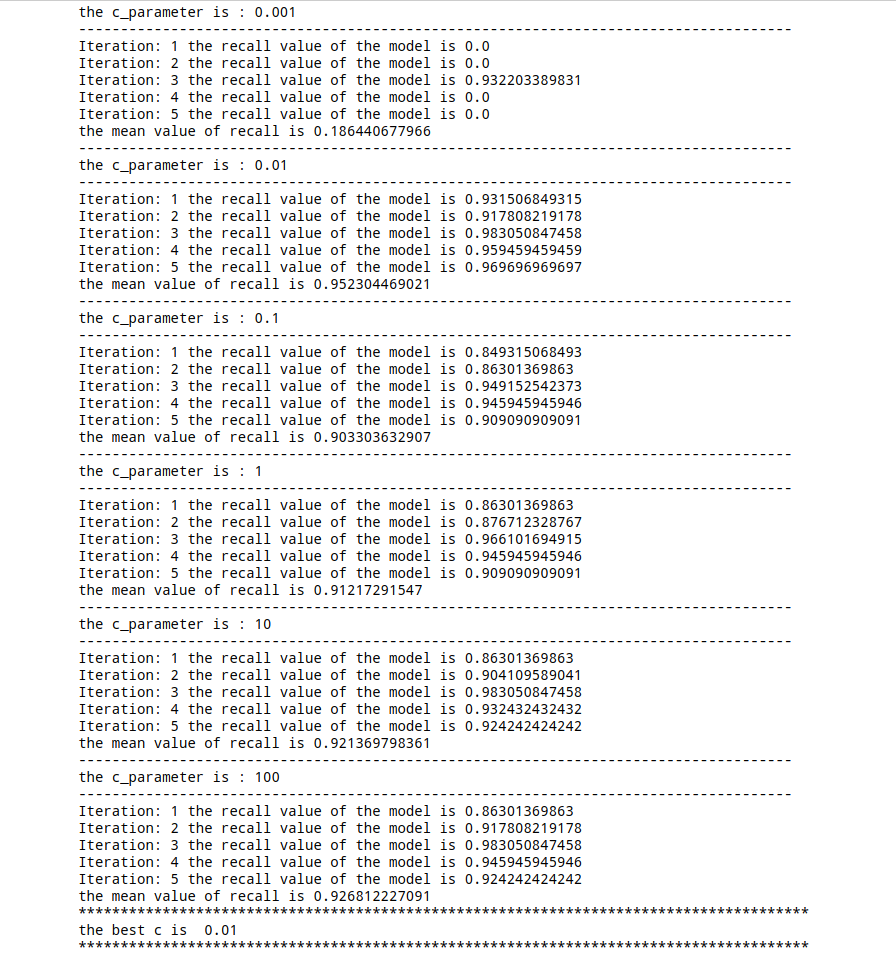 the c_parameter is : 0.001
-------------------------------------------------------------------------------------
Iteration: 1 the recall value of the model is 0.0
Iteration: 2 the recall value of the model is 0.0
Iteration: 3 the recall value of the model is 0.932203389831
Iteration: 4 the recall value of the model is 0.0
Iteration: 5 the recall value of the model is 0.0
the mean value of recall is 0.186440677966
-------------------------------------------------------------------------------------
the c_parameter is : 0.01
-------------------------------------------------------------------------------------
Iteration: 1 the recall value of the model is 0.931506849315
Iteration: 2 the recall value of the model is 0.917808219178
Iteration: 3 the recall value of the model is 0.983050847458
Iteration: 4 the recall value of the model is 0.959459459459
Iteration: 5 the recall value of the model is 0.969696969697
the mean value of recall is 0.952304469021
-------------------------------------------------------------------------------------
the c_parameter is : 0.1
-------------------------------------------------------------------------------------
Iteration: 1 the recall value of the model is 0.849315068493
Iteration: 2 the recall value of the model is 0.86301369863
Iteration: 3 the recall value of the model is 0.949152542373
Iteration: 4 the recall value of the model is 0.945945945946
Iteration: 5 the recall value of the model is 0.909090909091
the mean value of recall is 0.903303632907
-------------------------------------------------------------------------------------
the c_parameter is : 1
-------------------------------------------------------------------------------------
Iteration: 1 the recall value of the model is 0.86301369863
Iteration: 2 the recall value of the model is 0.876712328767
Iteration: 3 the recall value of the model is 0.966101694915
Iteration: 4 the recall value of the model is 0.945945945946
Iteration: 5 the recall value of the model is 0.909090909091
the mean value of recall is 0.91217291547
-------------------------------------------------------------------------------------
the c_parameter is : 10
-------------------------------------------------------------------------------------
Iteration: 1 the recall value of the model is 0.86301369863
Iteration: 2 the recall value of the model is 0.904109589041
Iteration: 3 the recall value of the model is 0.983050847458
Iteration: 4 the recall value of the model is 0.932432432432
Iteration: 5 the recall value of the model is 0.924242424242
the mean value of recall is 0.921369798361
-------------------------------------------------------------------------------------
the c_parameter is : 100
-------------------------------------------------------------------------------------
Iteration: 1 the recall value of the model is 0.86301369863
Iteration: 2 the recall value of the model is 0.917808219178
Iteration: 3 the recall value of the model is 0.983050847458
Iteration: 4 the recall value of the model is 0.945945945946
Iteration: 5 the recall value of the model is 0.924242424242
the mean value of recall is 0.926812227091
***************************************************************************************
the best c is  0.01
***************************************************************************************